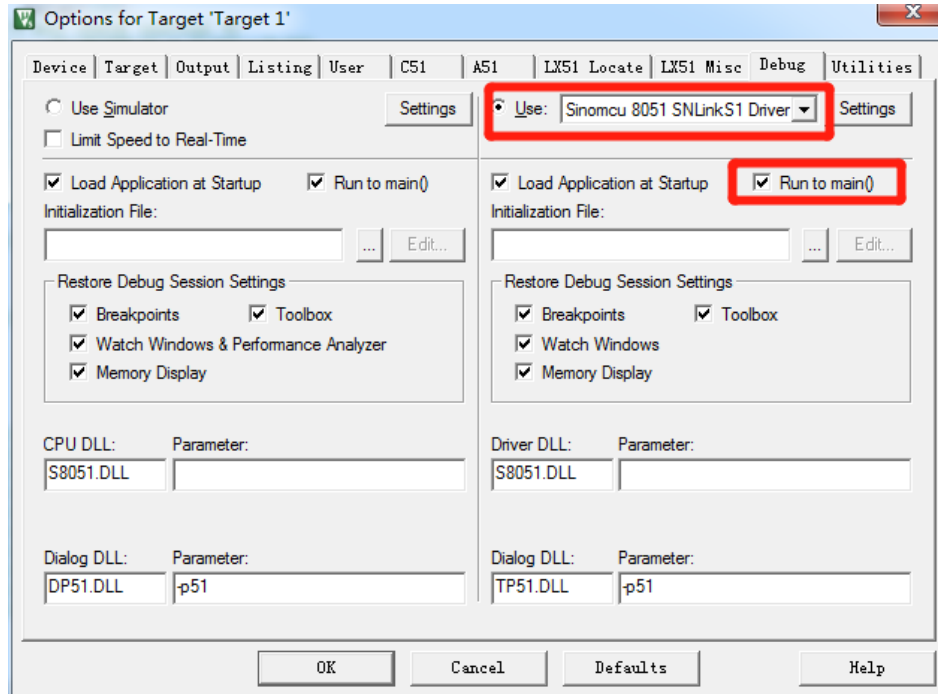 Options for Target 'Target 1'
Device Target Output Listing User C51 A51 LX51 Locate LX51 Misc Debug Utilities
Use Simulator Settings
Limit Speed to Real-Time
Use: Sinomcu 8051 SNLinkS1 Driver Settings
Load Application at Startup Run to main()
Initialization File:
... Edit...
Restore Debug Session Settings
Breakpoints Toolbox
Watch Windows & Performance Analyzer
Memory Display
Load Application at Startup Run to main()
Initialization File:
... Edit...
Restore Debug Session Settings
Breakpoints Toolbox
Watch Windows
Memory Display
CPU DLL: Parameter:
S8051.DLL
Driver DLL: Parameter:
S8051.DLL
Dialog DLL: Parameter:
DP51.DLL -p51
Dialog DLL: Parameter:
TP51.DLL -p51
OK Cancel Defaults Help